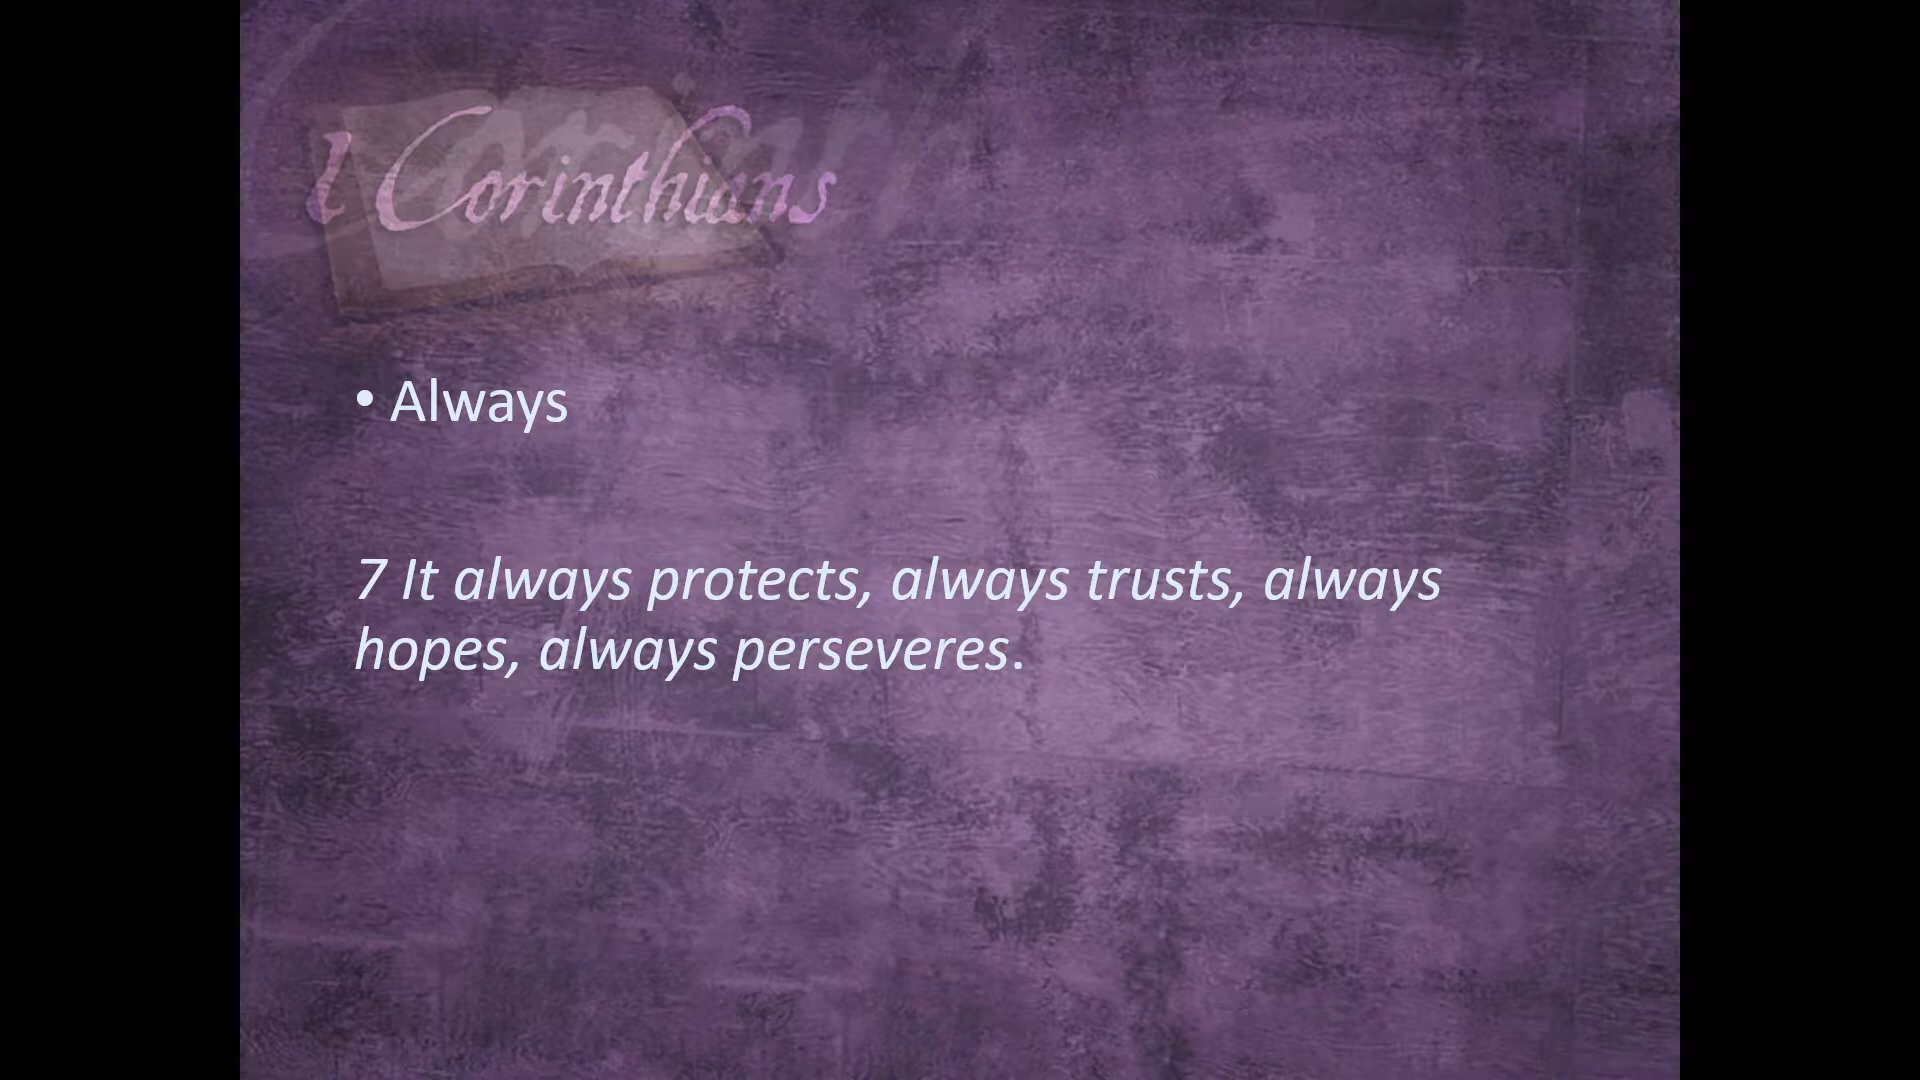 1 Corinthians
• Always
7 It always protects, always trusts, always
hopes, always perseveres.